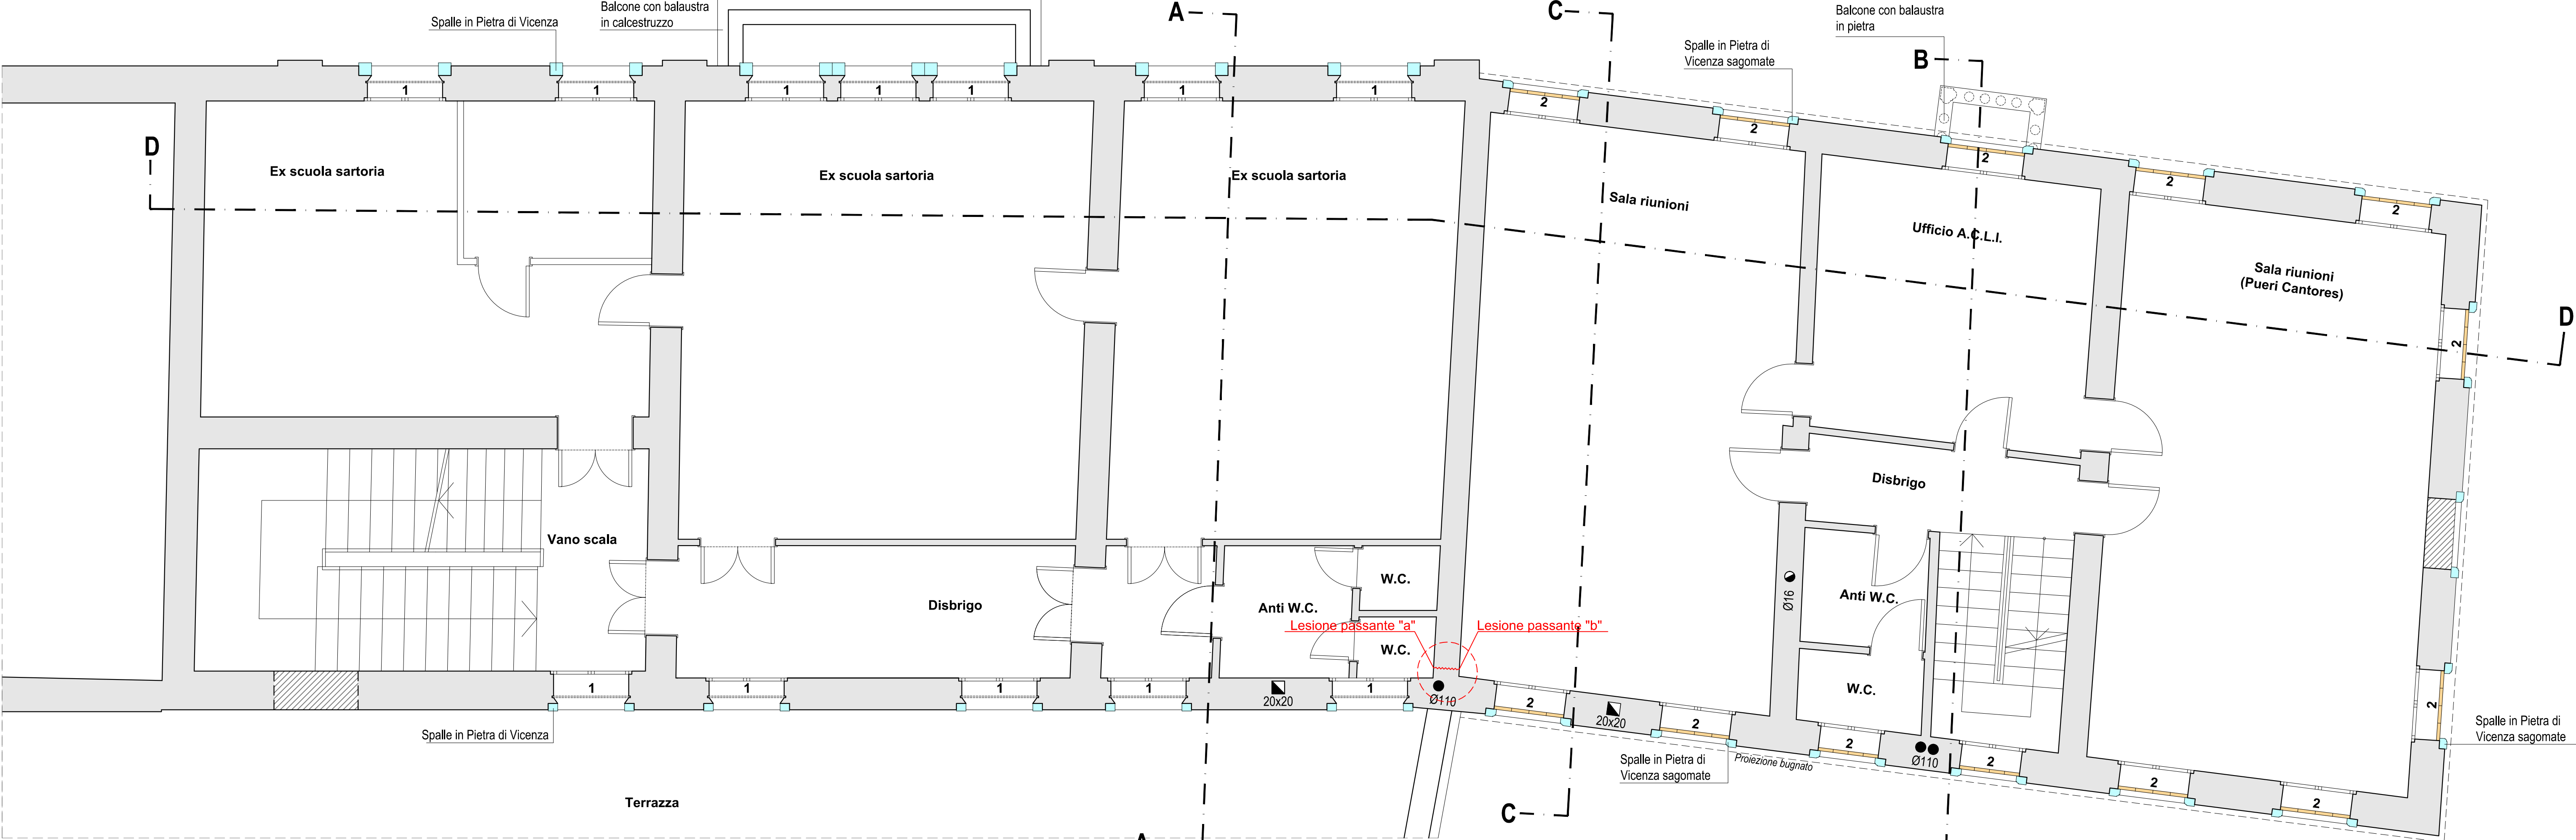 Balcone con balaustra
in calcestruzzo
Spalle in Pietra di Vicenza
A
C
Balcone con balaustra
in pietra
Spalle in Pietra di
Vicenza sagomate
B
1
1
1
1
1
1
1
2
2
2
2
2
D
Ex scuola sartoria
Ex scuola sartoria
Ex scuola sartoria
Sala riunioni
Ufficio A.C.L.I.
Sala riunioni
(Pueri Cantores)
D
2
Disbrigo
Vano scala
Disbrigo
Anti W.C.
W.C.
W.C.
Lesione passante "a"
Lesione passante "b"
Ø16
Anti W.C.
W.C.
1
1
1
1
1
20x20
Ø110
2
20x20
2
2
Ø110
2
2
2
2
Spalle in Pietra di Vicenza
Spalle in Pietra di
Vicenza sagomate
Proiezione bugnato
Spalle in Pietra di
Vicenza sagomate
Terrazza
C
A